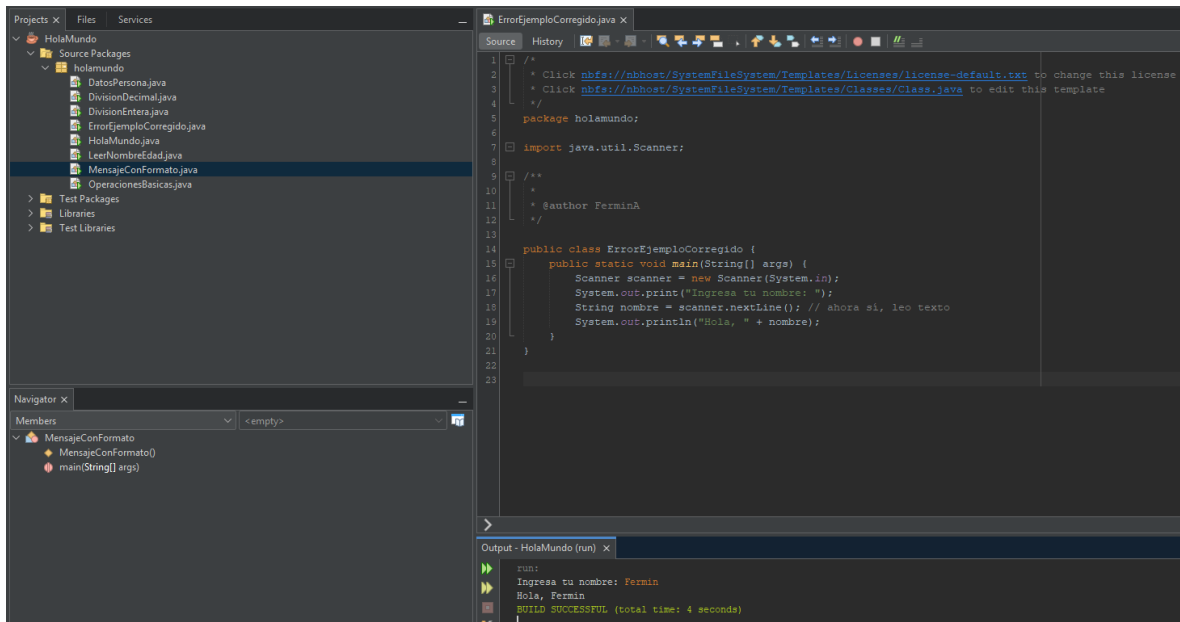 Projects × Files Services
HolaMundo
Source Packages
holamundo
DatosPersona.java
DivisionDecimal.java
DivisionEntera.java
ErrorEjemploCorregido.java
HolaMundo.java
LeerNombreEdad.java
MensajeConFormato.java
OperacionesBasicas.java
Test Packages
Libraries
Test Libraries
Navigator ×
Members <empty>
MensajeConFormato
MensajeConFormato()
main(String[] args)
ErrorEjemploCorregido.java ×
Source History
1 /*
2 * Click nbfs://nbhost/SystemFileSystem/Templates/Licenses/license-default.txt to change this license
3 * Click nbfs://nbhost/SystemFileSystem/Templates/Classes/Class.java to edit this template
4 */
5 package holamundo;
6
7 import java.util.Scanner;
8
9 /**
10 *
11 * @author FerminA
12 */
13
14 public class ErrorEjemploCorregido {
15 public static void main(String[] args) {
16 Scanner scanner = new Scanner(System.in);
17 System.out.print("Ingresa tu nombre: ");
18 String nombre = scanner.nextLine(); // ahora sí, leo texto
19 System.out.println("Hola, " + nombre);
20 }
21 }
22
23
Output - HolaMundo (run) ×
run:
Ingresa tu nombre: Fermin
Hola, Fermin
BUILD SUCCESSFUL (total time: 4 seconds)